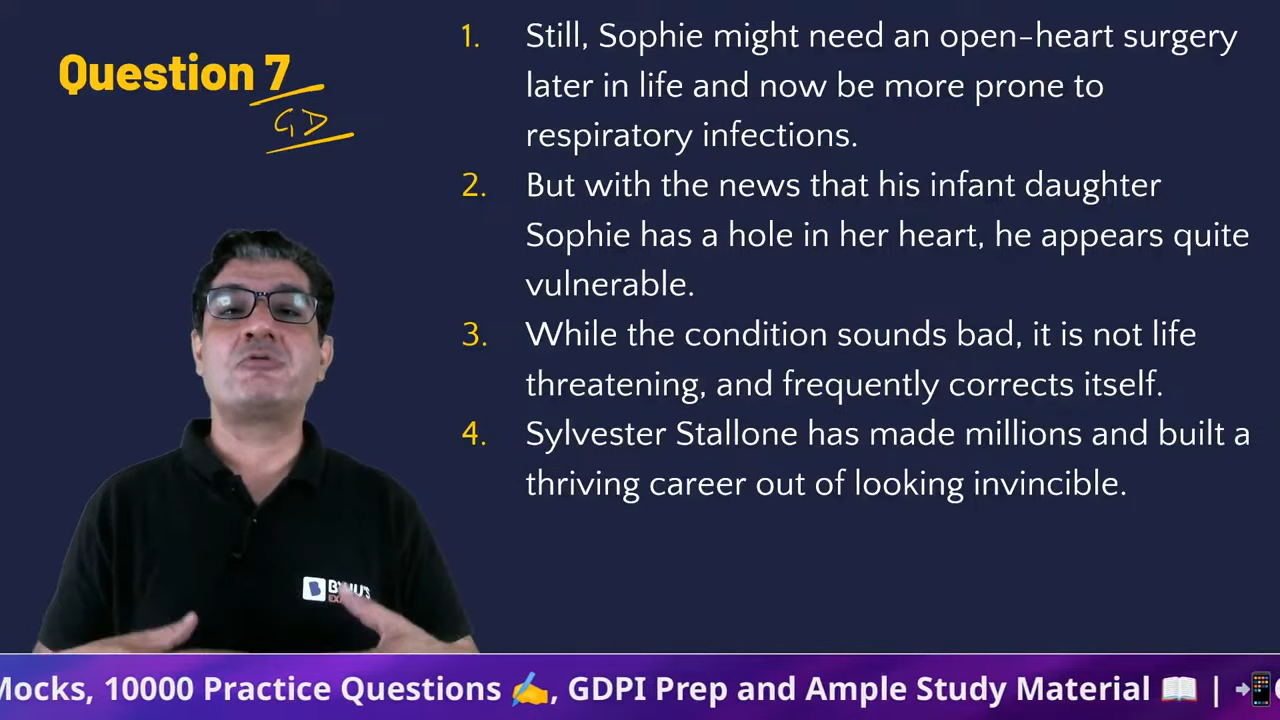 Question 7
GD
1. Still, Sophie might need an open-heart surgery
later in life and now be more prone to
respiratory infections.
2. But with the news that his infant daughter
Sophie has a hole in her heart, he appears quite
vulnerable.
3. While the condition sounds bad, it is not life
threatening, and frequently corrects itself.
4. Sylvester Stallone has made millions and built a
thriving career out of looking invincible.
Mocks, 10000 Practice Questions ✍️, GDPI Prep and Ample Study Material 📖 | 📲